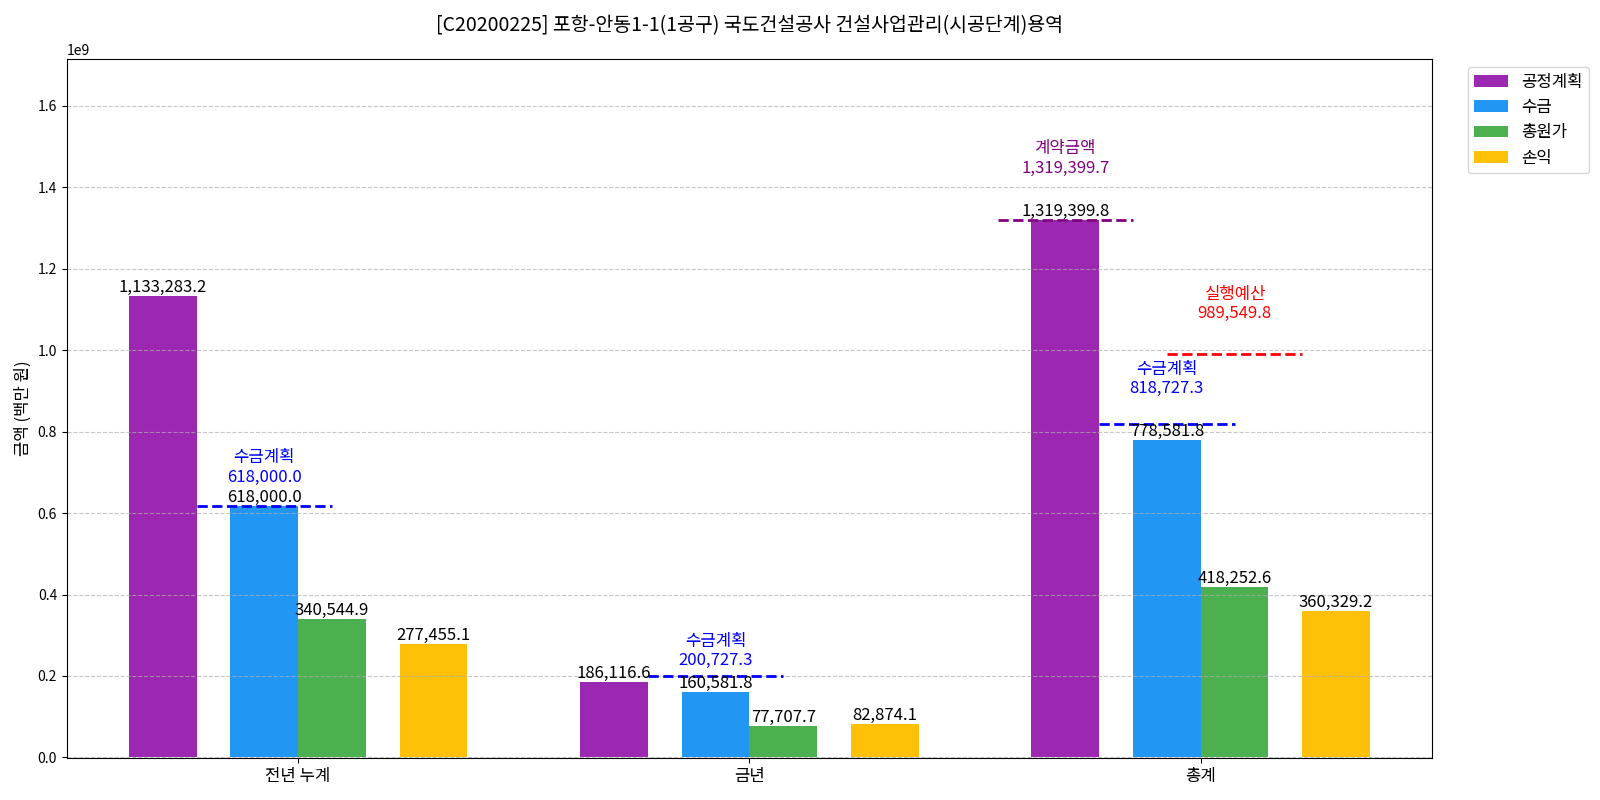 [C20200225] 포항-안동1-1(1공구) 국도건설공사 건설사업관리(시공단계)용역
1e9
금액 (백만 원)
1.6
1.4
1.2
1.0
0.8
0.6
0.4
0.2
0.0
1,133,283.2
수금계획
618,000.0
618,000.0
340,544.9
277,455.1
186,116.6
수금계획
200,727.3
160,581.8
77,707.7
82,874.1
계약금액
1,319,399.7
1,319,399.8
실행예산
989,549.8
수금계획
818,727.3
778,581.8
418,252.6
360,329.2
전년 누계
금년
총계
공정계획
수금
총원가
손익